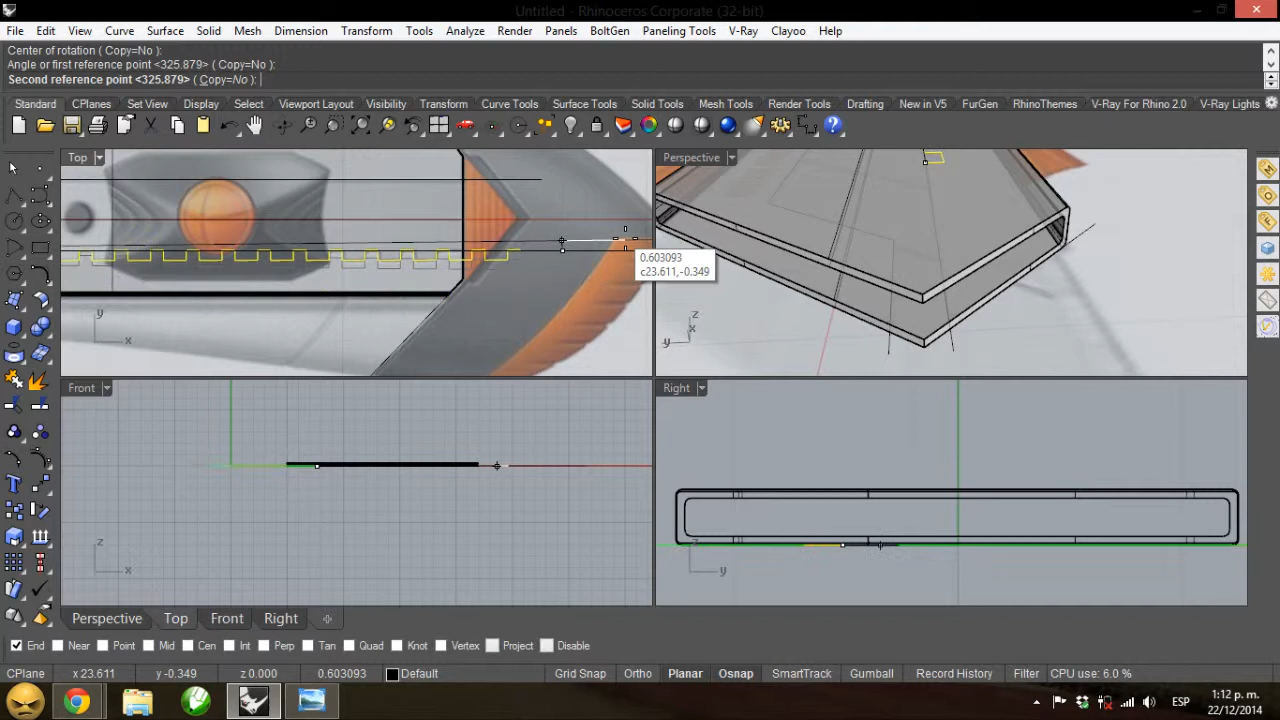 Untitled - Rhinoceros Corporate (32-bit)
File Edit View Curve Surface Solid Mesh Dimension Transform Tools Analyze Render Panels BoltGen Paneling Tools V-Ray Clayoo Help
Center of rotation ( Copy=No ):
Angle or first reference point <325.879> ( Copy=No ):
Second reference point <325.879> ( Copy=No ):
Standard CPlanes Set View Display Select Viewport Layout Visibility Transform Curve Tools Surface Tools Solid Tools Mesh Tools Render Tools Drafting New in V5 FurGen RhinoThemes V-Ray For Rhino 2.0 V-Ray Lights
Top
Perspective
0.603093
c23.611,-0.349
y
x
z
x
y
Front
Right
z
x
z
y
Perspective Top Front Right
End Near Point Mid Cen Int Perp Tan Quad Knot Vertex Project Disable
CPlane x 23.611 y -0.349 z 0.000 0.603093 Default Grid Snap Ortho Planar Osnap SmartTrack Gumball Record History Filter CPU use: 6.0 %
ESP
1:12 p. m.
22/12/2014